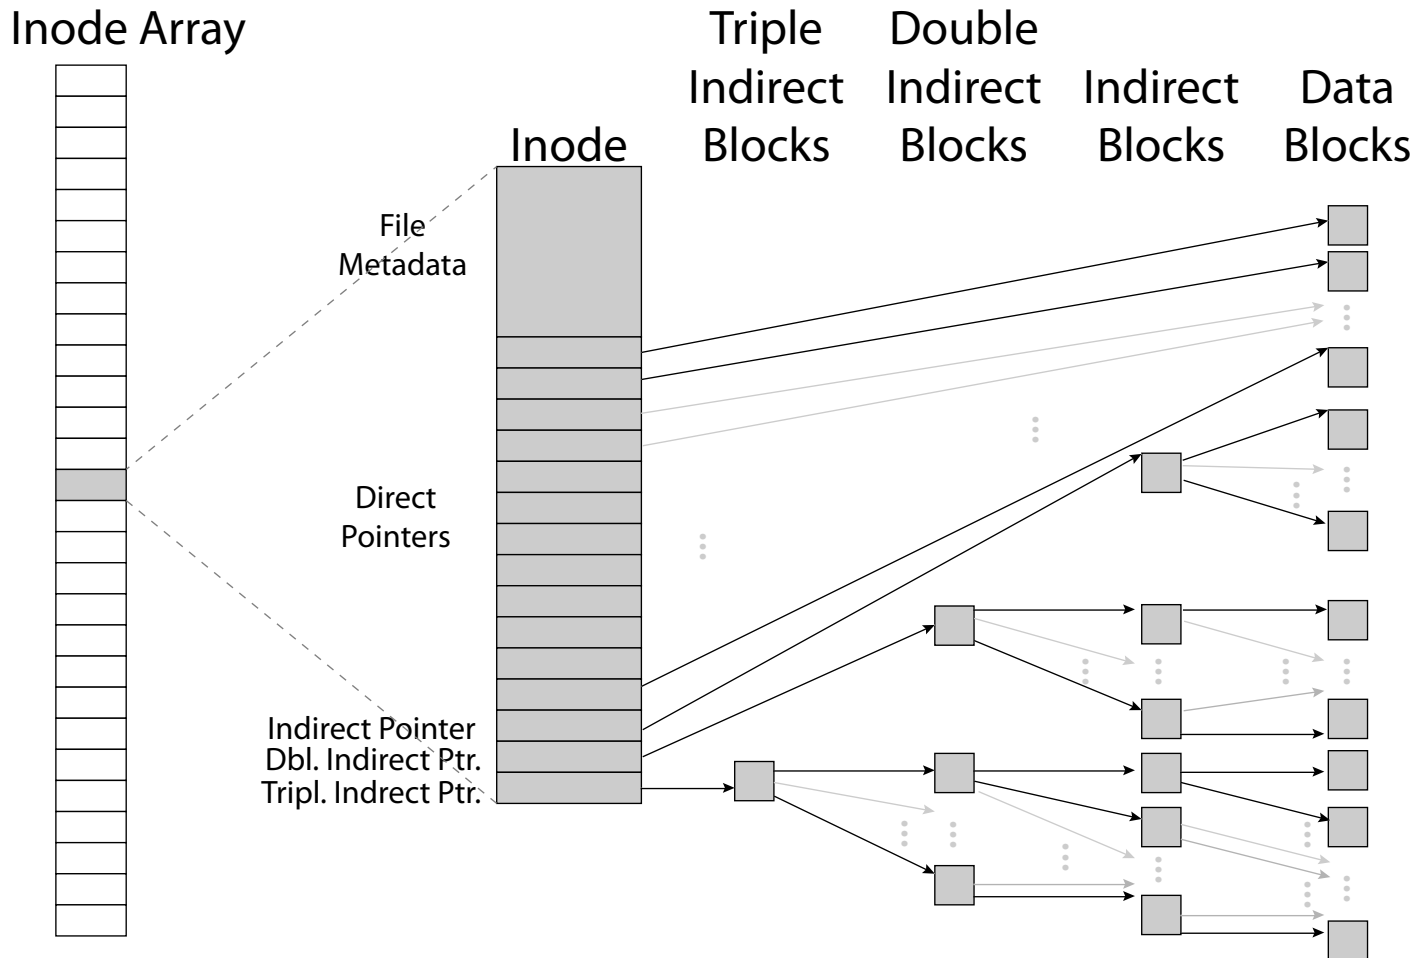 Inode Array
Triple
Indirect
Blocks
Double
Indirect
Blocks
Indirect
Blocks
Data
Blocks
Inode
File
Metadata
Direct
Pointers
Indirect Pointer
Dbl. Indirect Ptr.
Tripl. Indrect Ptr.